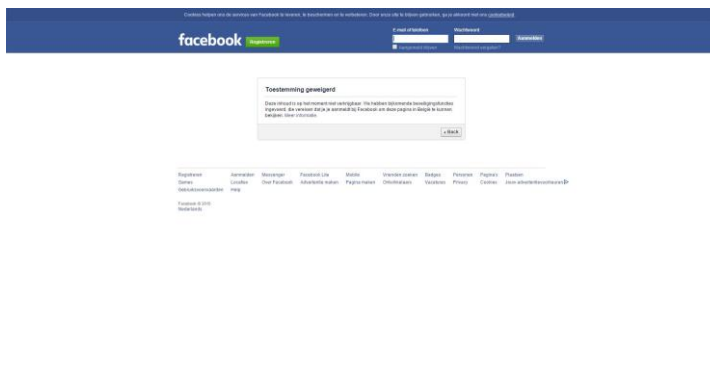 Cookies helpen ons de services van Facebook te leveren, te beschermen en te verbeteren. Door onze site te blijven gebruiken, ga je akkoord met ons cookiebeleid.
facebook
Registreren
E-mail of telefoon
Wachtwoord
Aanmelden
Aangemeld blijven
Wachtwoord vergeten?
Toestemming geweigerd
Deze inhoud is op het moment niet verkrijgbaar. We hebben bijkomende beveiligingsfuncties
ingevoerd, die vereisen dat je je aanmeldt bij Facebook om deze pagina in België te kunnen
bekijken. Meer informatie
Back
Registreren Aanmelden Messenger Facebook Lite Mobile Vrienden zoeken Badges Personen Pagina's Plaatsen
Games Locaties Over Facebook Advertentie maken Pagina maken Ontwikkelaars Vacatures Privacy Cookies Jouw advertentievoorkeuren
Gebruiksvoorwaarden Help
Facebook ©
Nederlands